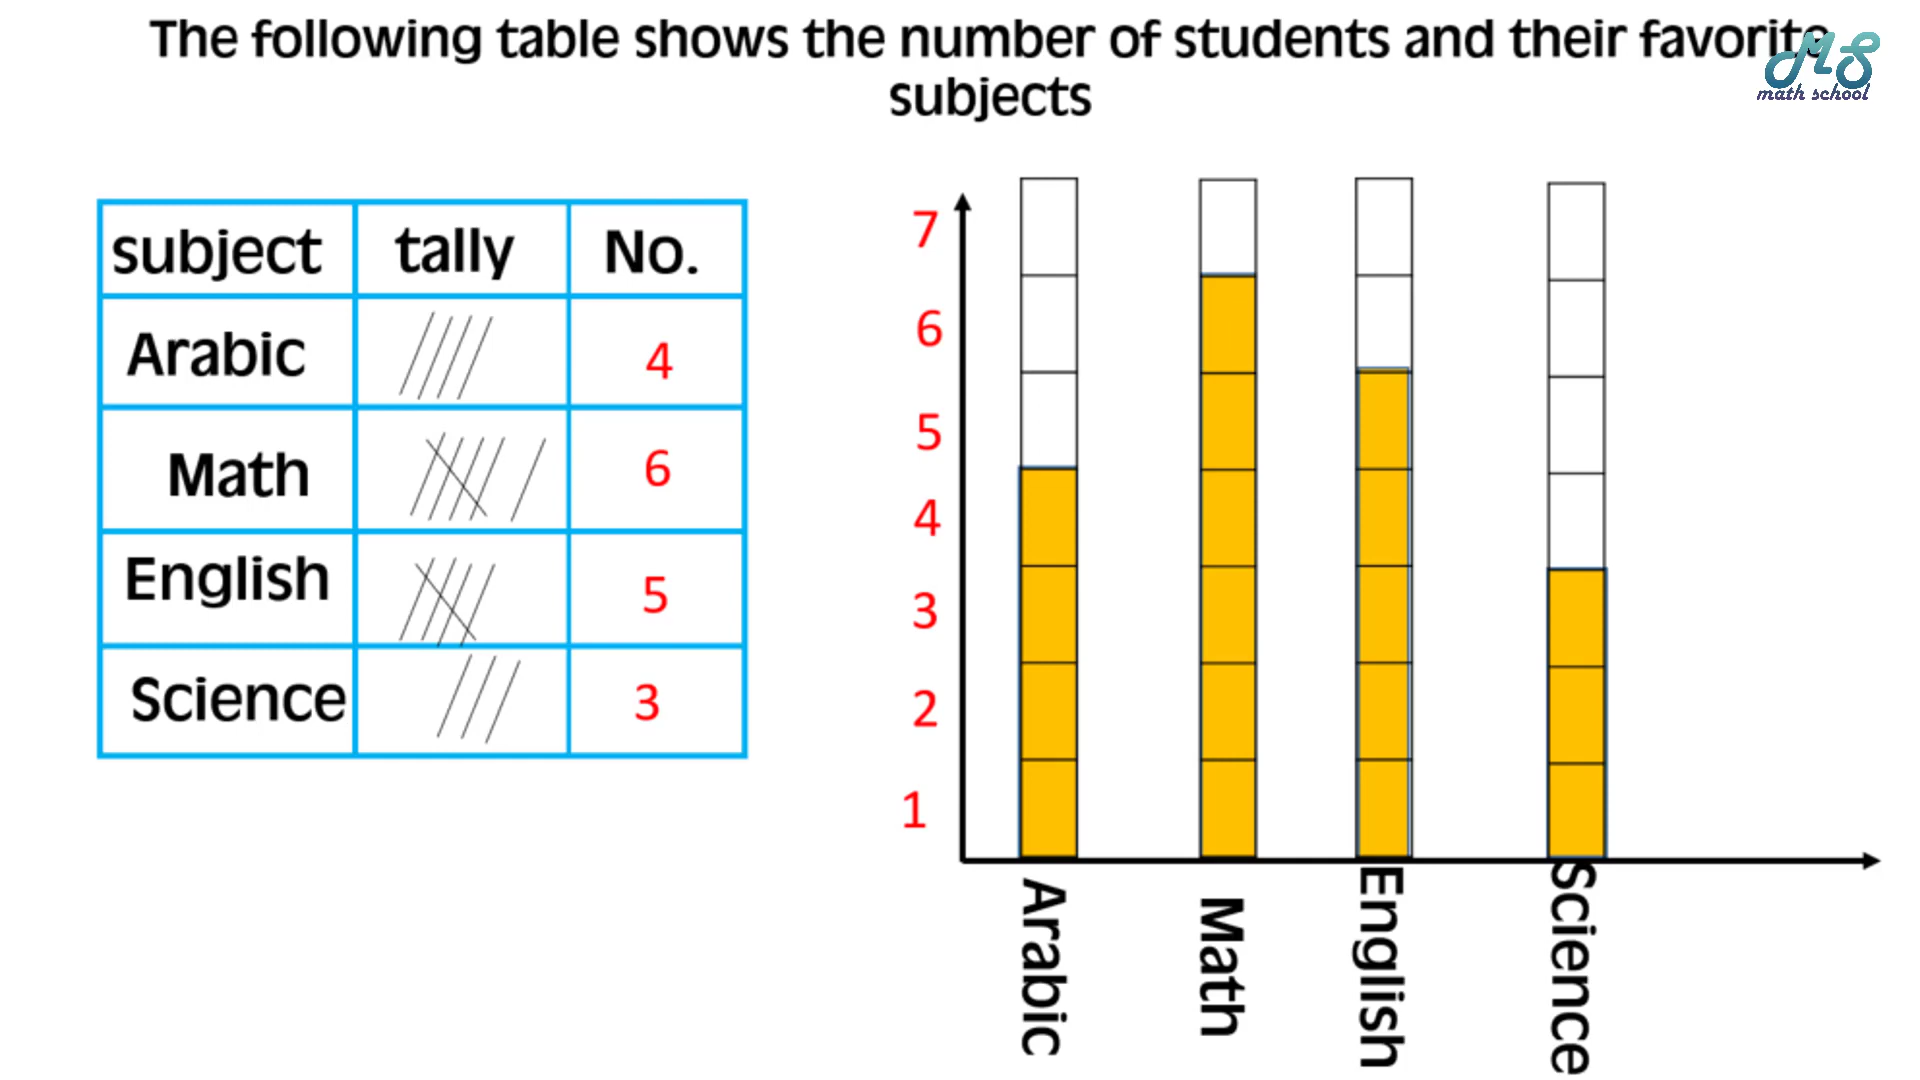 The following table shows the number of students and their favorite
subjects
MS
math school
subject tally No.
Arabic 4
Math 6
English 5
Science 3
7
6
5
4
3
2
1
Arabic
Math
English
Science